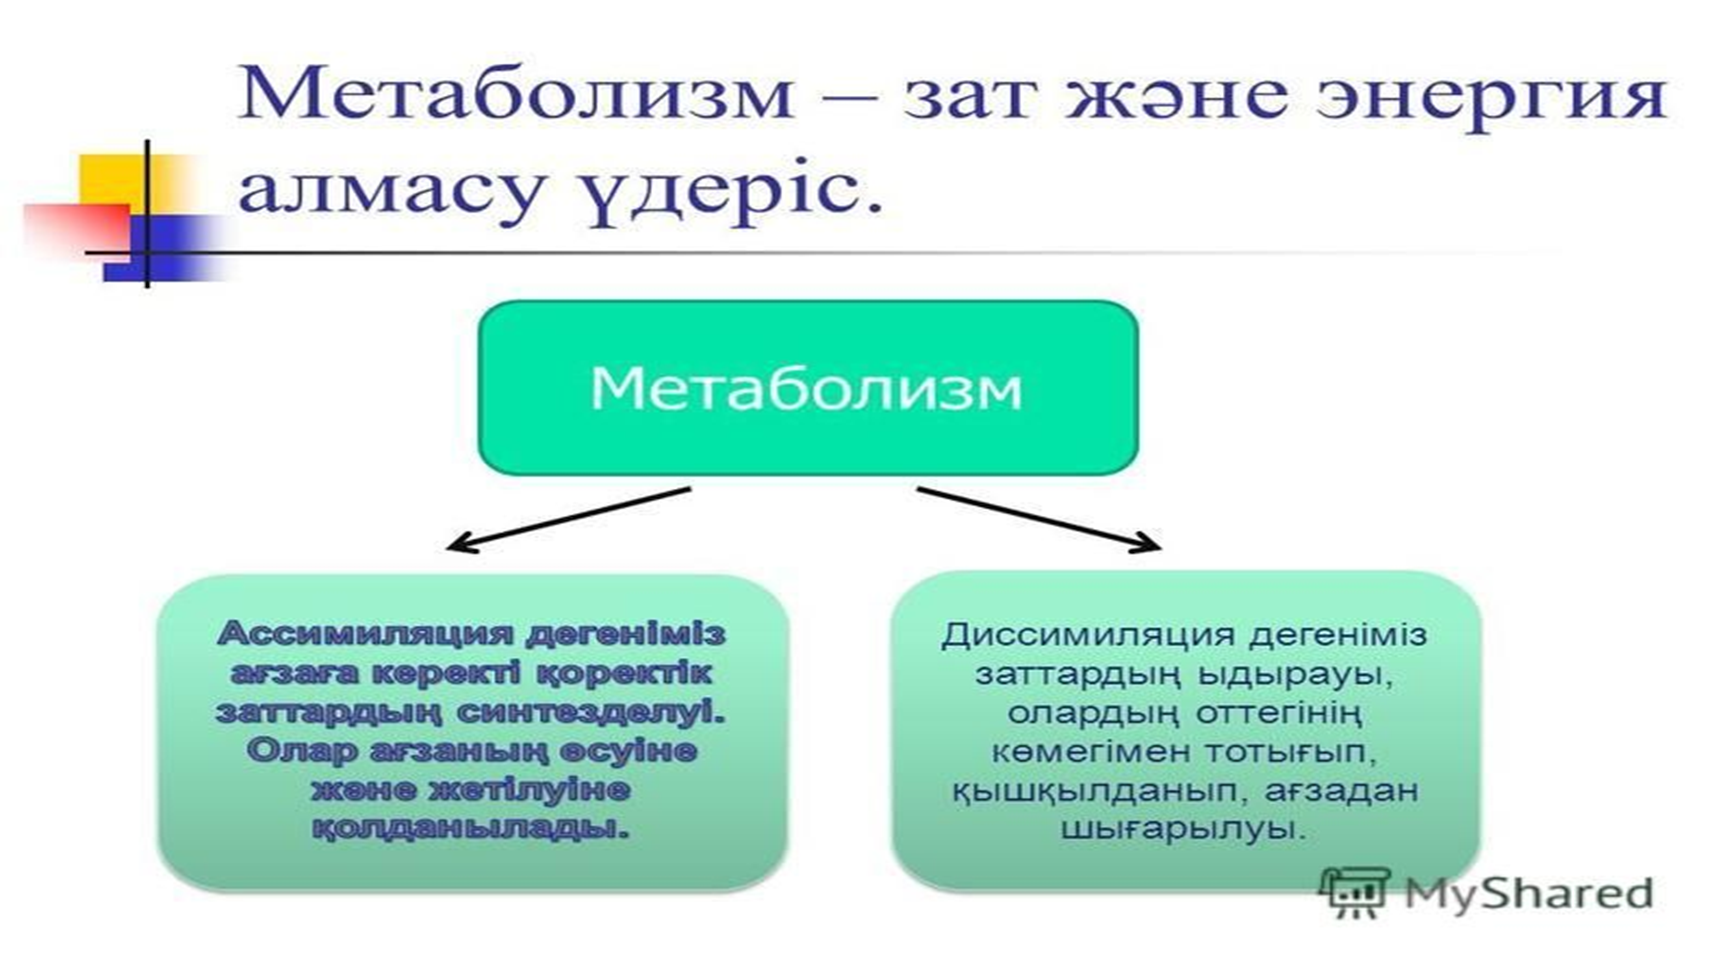 Метаболизм – зат және энергия
алмасу үдеріс.
Метаболизм
Ассимиляция дегеніміз
ағзаға керекті қоректік
заттардың синтезделуі.
Олар ағзаның өсуіне
және жетілуіне
қолданылады.
Диссимиляция дегеніміз
заттардың ыдырауы,
олардың оттегінің
көмегімен тотығып,
қышқылданып, ағзадан
шығарылуы.
MyShared